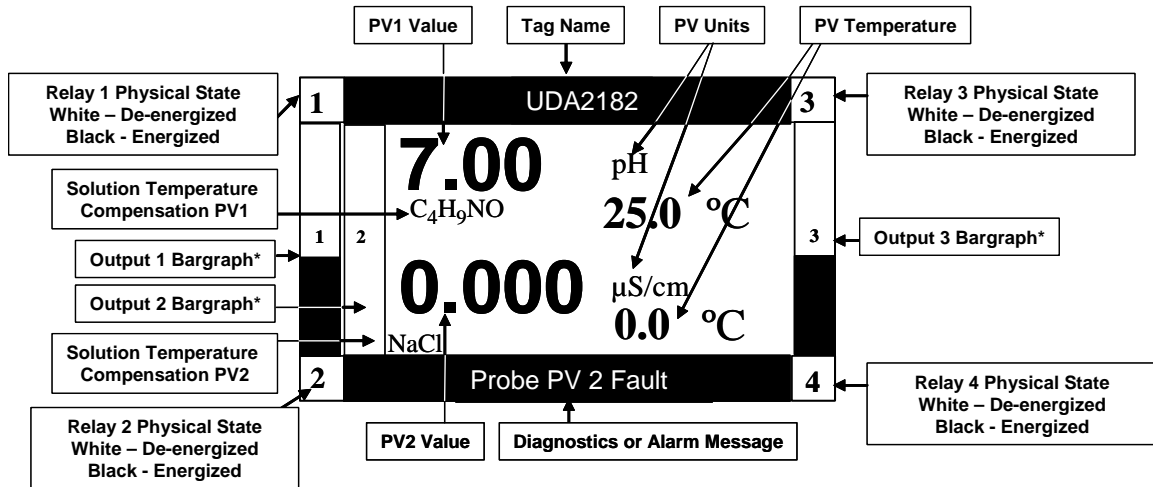 PV1 Value
Tag Name
PV Units
PV Temperature
Relay 1 Physical State
White – De-energized
Black - Energized
1
UDA2182
3
Relay 3 Physical State
White – De-energized
Black - Energized
7.00
pH
Solution Temperature
Compensation PV1
C₄H₉NO
25.0 ºC
1
2
3
Output 1 Bargraph*
Output 3 Bargraph*
0.000
µS/cm
Output 2 Bargraph*
0.0 ºC
Solution Temperature
Compensation PV2
NaCl
2
Probe PV 2 Fault
4
Relay 2 Physical State
White – De-energized
Black - Energized
PV2 Value
Diagnostics or Alarm Message
Relay 4 Physical State
White – De-energized
Black - Energized